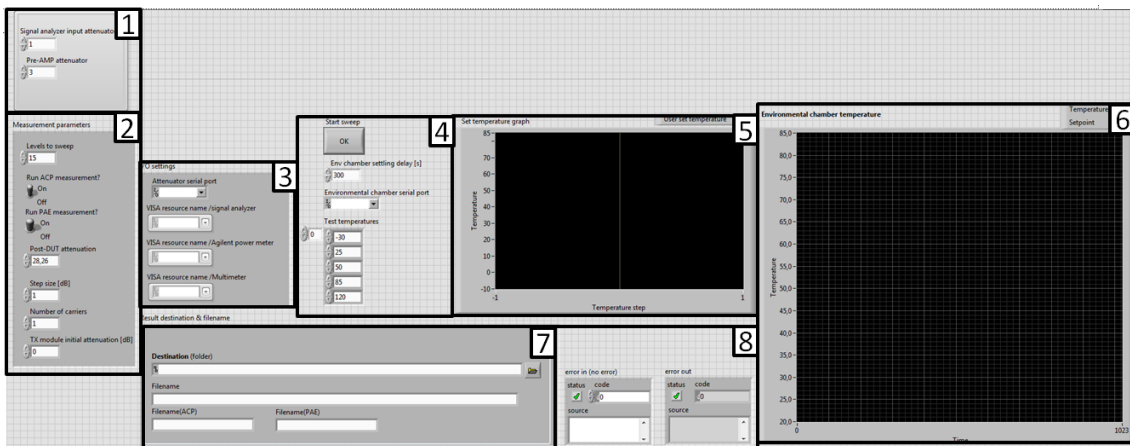 1
Signal analyzer input attenuator
1
Pre-AMP attenuator
3
2
Measurement parameters
Levels to sweep
15
Run ACP measurement?
On
Off
Run PAE measurement?
On
Off
Post-DUT attenuation
28,26
Step size [dB]
1
Number of carriers
1
TX module initial attenuation [dB]
0
3
I/O settings
Attenuator serial port
VISA resource name /signal analyzer
VISA resource name /Agilent power meter
VISA resource name /Multimeter
4
Start sweep
OK
Env chamber settling delay [s]
300
Environmental chamber serial port
Test temperatures
0
-30
25
50
85
120
5
Set temperature graph
User set temperature
85
80
70
60
50
40
30
20
10
0
-10
-1
1
Temperature
Temperature step
6
Environmental chamber temperature
Temperature
Setpoint
85,0
80,0
75,0
70,0
65,0
60,0
55,0
50,0
45,0
40,0
35,0
30,0
25,0
20,0
0
1023
Temperature
Time
Result destination & filename
7
Destination (folder)
Filename
Filename(ACP)
Filename(PAE)
8
error in (no error)
status
code
0
source
error out
status
code
0
source